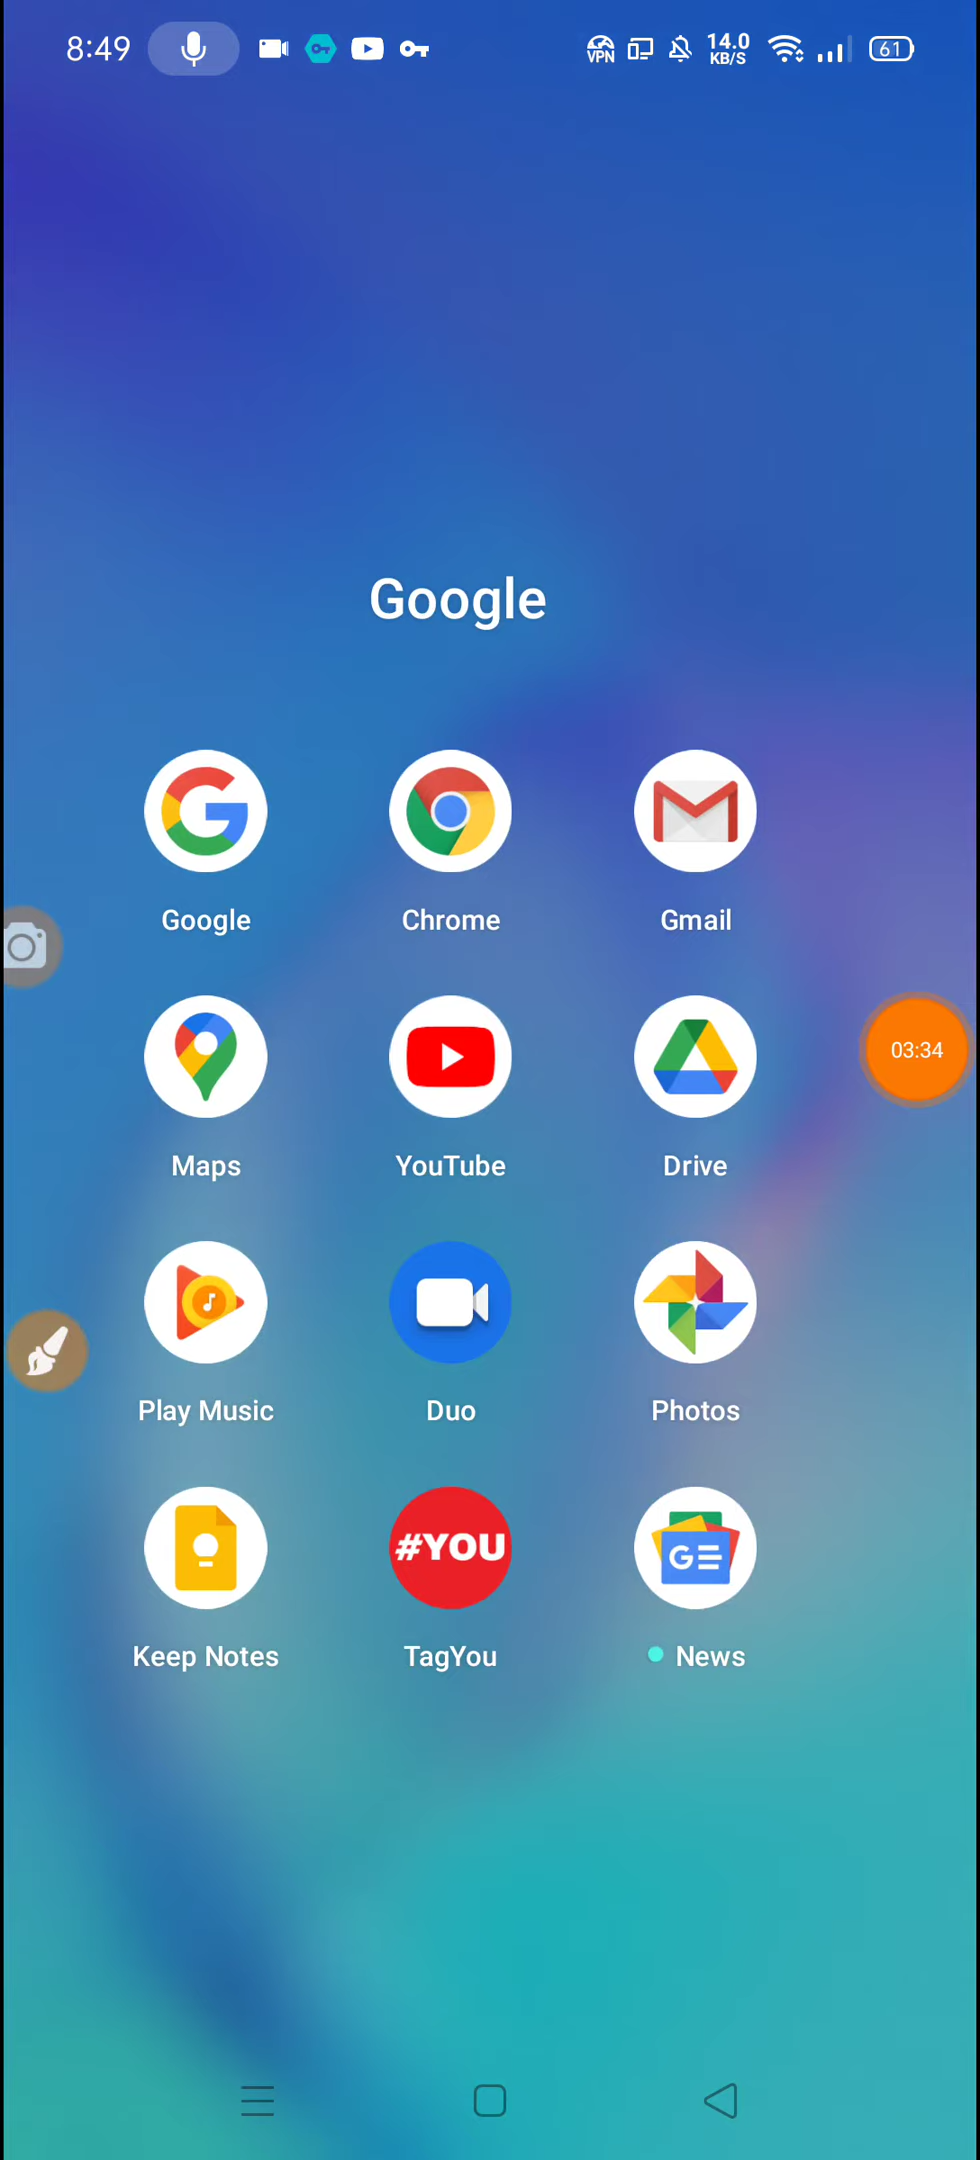 8:49 VPN 14.0 KB/S 61
Google
Google Chrome Gmail
03:34
Maps YouTube Drive
Play Music Duo Photos
#YOU GE
Keep Notes TagYou News